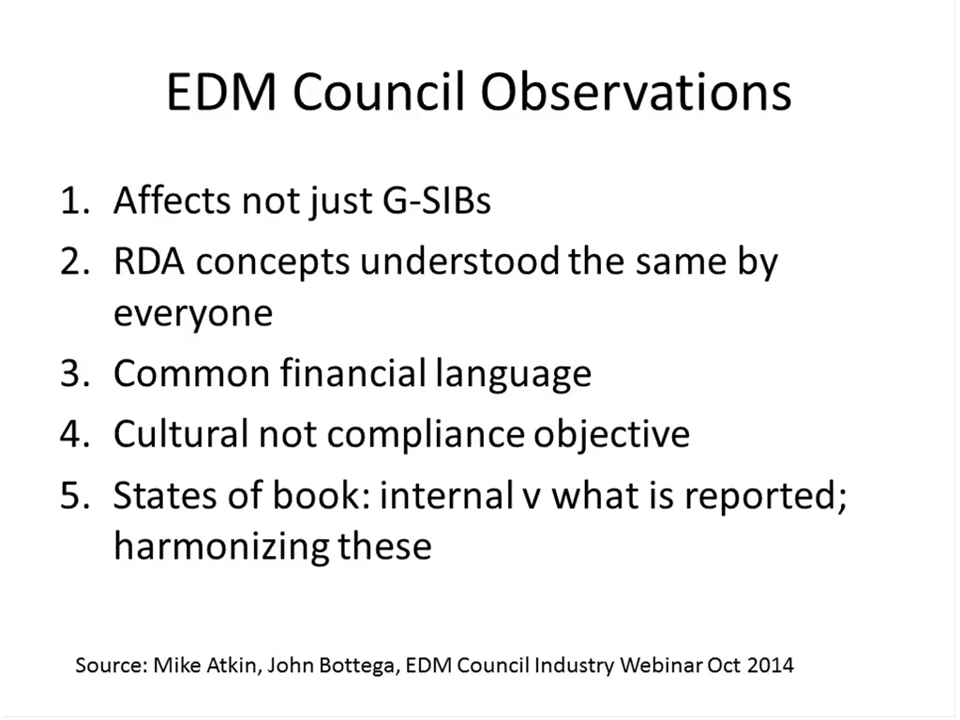 EDM Council Observations
1. Affects not just G-SIBs
2. RDA concepts understood the same by
everyone
3. Common financial language
4. Cultural not compliance objective
5. States of book: internal v what is reported;
harmonizing these
Source: Mike Atkin, John Bottega, EDM Council Industry Webinar Oct 2014